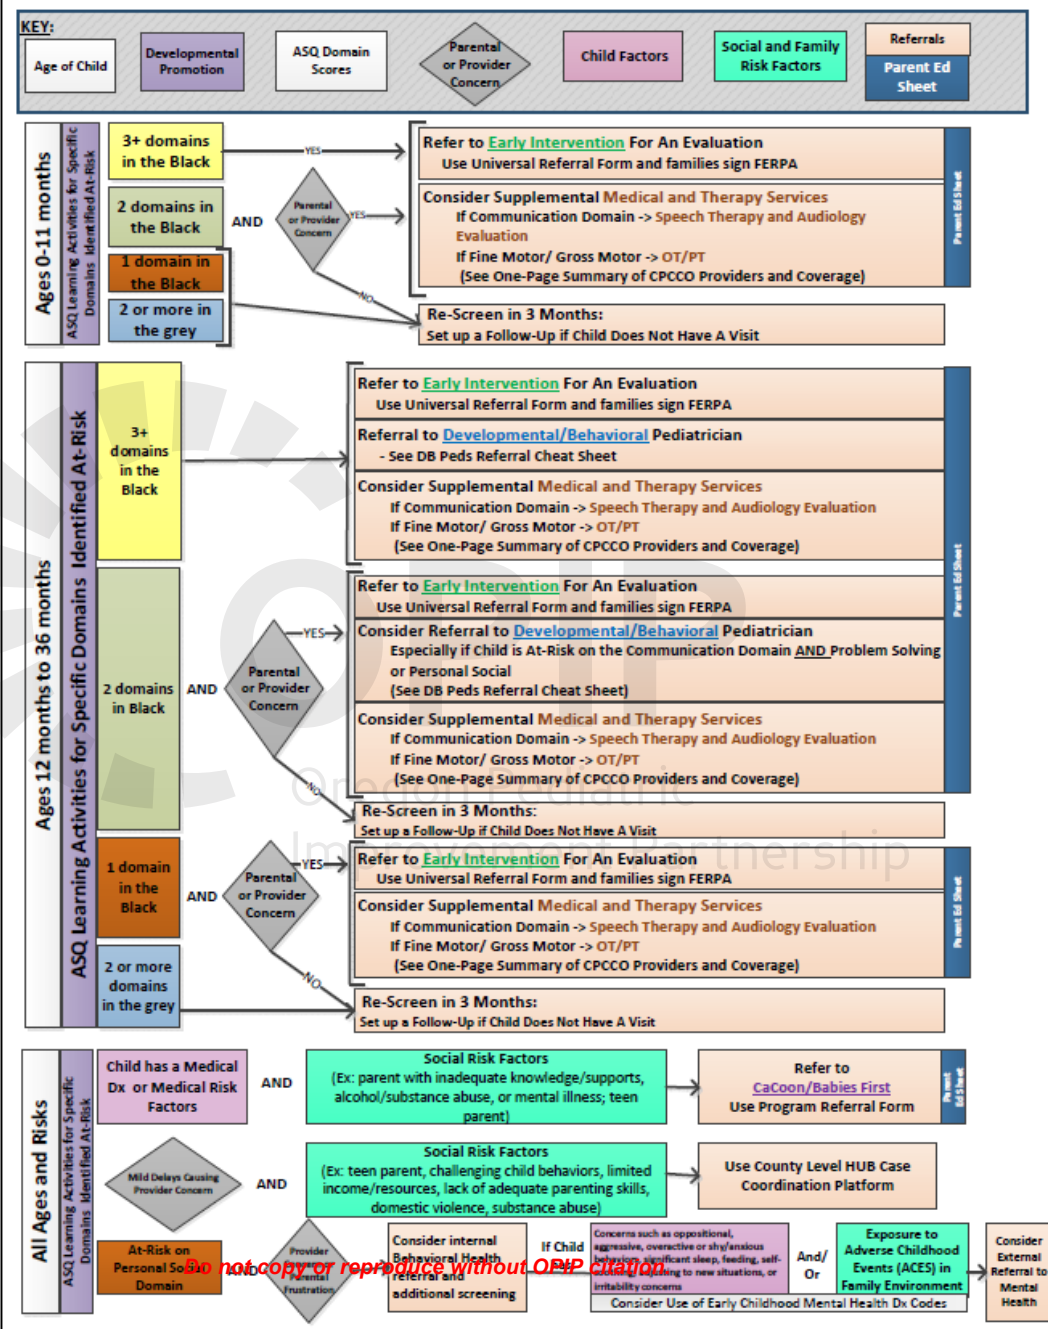 KEY:
Age of Child
Developmental
Promotion
ASQ Domain
Scores
Parental
or Provider
Concern
Child Factors
Social and Family
Risk Factors
Referrals
Parent Ed
Sheet
Ages 0-11 months
ASQ Learning Activities for Specific
Domains Identified At-Risk
3+ domains
in the Black
YES
2 domains in
the Black
AND
Parental
or Provider
Concern
YES
NO
1 domain in
the Black
2 or more in
the grey
Refer to Early Intervention For An Evaluation
Use Universal Referral Form and families sign FERPA
Consider Supplemental Medical and Therapy Services
If Communication Domain -> Speech Therapy and Audiology
Evaluation
If Fine Motor/ Gross Motor -> OT/PT
(See One-Page Summary of CPCCO Providers and Coverage)
Parent Ed Sheet
Re-Screen in 3 Months:
Set up a Follow-Up if Child Does Not Have A Visit
Ages 12 months to 36 months
ASQ Learning Activities for Specific Domains Identified At-Risk
3+
domains
in the
Black
Refer to Early Intervention For An Evaluation
Use Universal Referral Form and families sign FERPA
Referral to Developmental/Behavioral Pediatrician
- See DB Peds Referral Cheat Sheet
Consider Supplemental Medical and Therapy Services
If Communication Domain -> Speech Therapy and Audiology Evaluation
If Fine Motor/ Gross Motor -> OT/PT
(See One-Page Summary of CPCCO Providers and Coverage)
Parent Ed Sheet
2 domains
in Black
AND
Parental
or Provider
Concern
YES
NO
Refer to Early Intervention For An Evaluation
Use Universal Referral Form and families sign FERPA
Consider Referral to Developmental/Behavioral Pediatrician
Especially if Child is At-Risk on the Communication Domain AND Problem Solving
or Personal Social
(See DB Peds Referral Cheat Sheet)
Consider Supplemental Medical and Therapy Services
If Communication Domain -> Speech Therapy and Audiology Evaluation
If Fine Motor/ Gross Motor -> OT/PT
(See One-Page Summary of CPCCO Providers and Coverage)
Re-Screen in 3 Months:
Set up a Follow-Up if Child Does Not Have A Visit
1 domain
in the
Black
AND
Parental
or Provider
Concern
YES
NO
Refer to Early Intervention For An Evaluation
Use Universal Referral Form and families sign FERPA
Consider Supplemental Medical and Therapy Services
If Communication Domain -> Speech Therapy and Audiology Evaluation
If Fine Motor/ Gross Motor -> OT/PT
(See One-Page Summary of CPCCO Providers and Coverage)
Parent Ed Sheet
2 or more
domains
in the grey
Re-Screen in 3 Months:
Set up a Follow-Up if Child Does Not Have A Visit
OPIP
Oregon Pediatric
Improvement Partnership
All Ages and Risks
ASQ Learning Activities for Specific
Domains Identified At-Risk
Child has a Medical
Dx or Medical Risk
Factors
AND
Social Risk Factors
(Ex: parent with inadequate knowledge/supports,
alcohol/substance abuse, or mental illness; teen
parent)
Refer to
CaCoon/Babies First
Use Program Referral Form
Parent
Ed Sheet
Mild Delays Causing
Provider Concern
AND
Social Risk Factors
(Ex: teen parent, challenging child behaviors, limited
income/resources, lack of adequate parenting skills,
domestic violence, substance abuse)
Use County Level HUB Case
Coordination Platform
At-Risk on
Personal Social
Domain
AND
Provider
Parental
Frustration
Consider internal
Behavioral Health
referral and
additional screening
If Child
Concerns such as oppositional,
aggressive, overactive or shy/anxious
behaviors, significant sleep, feeding, self-
adjusting to new situations, or
irritability concerns
And/
Or
Exposure to
Adverse Childhood
Events (ACES) in
Family Environment
Consider
External
Referral to
Mental
Health
Consider Use of Early Childhood Mental Health Dx Codes
Do not copy or reproduce without OPIP citation